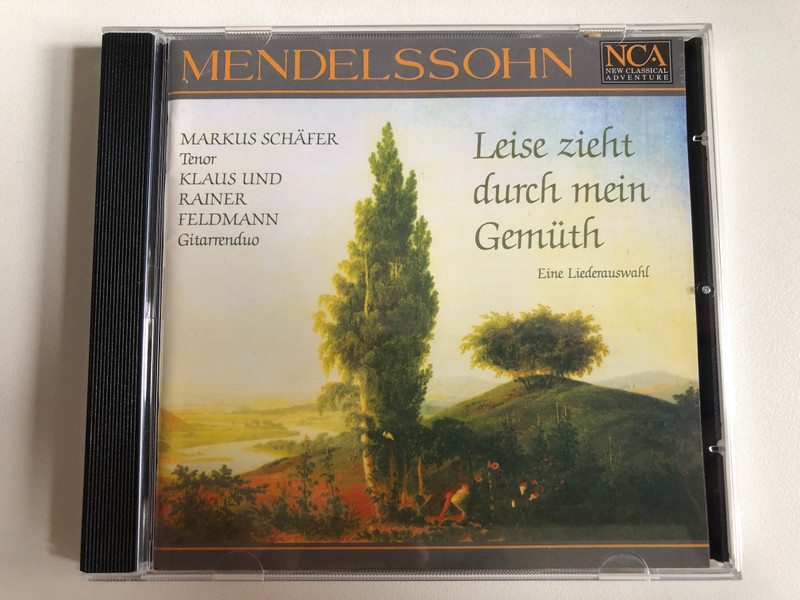 MENDELSSOHN
NCA
NEW CLASSICAL
ADVENTURE
MARKUS SCHÄFER
Tenor
KLAUS UND
RAINER
FELDMANN
Gitarrenduo
Leise zieht
durch mein
Gemüth
Eine Liederauswahl